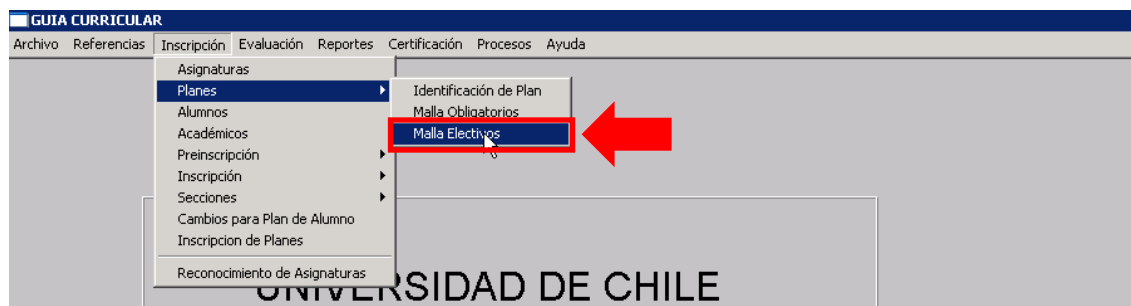 GUIA CURRICULAR
Archivo Referencias Inscripción Evaluación Reportes Certificación Procesos Ayuda
Asignaturas
Planes
Identificación de Plan
Alumnos
Malla Obligatorios
Académicos
Malla Electivos
Preinscripción
Inscripción
Secciones
Cambios para Plan de Alumno
Inscripcion de Planes
Reconocimiento de Asignaturas
UNIVERSIDAD DE CHILE